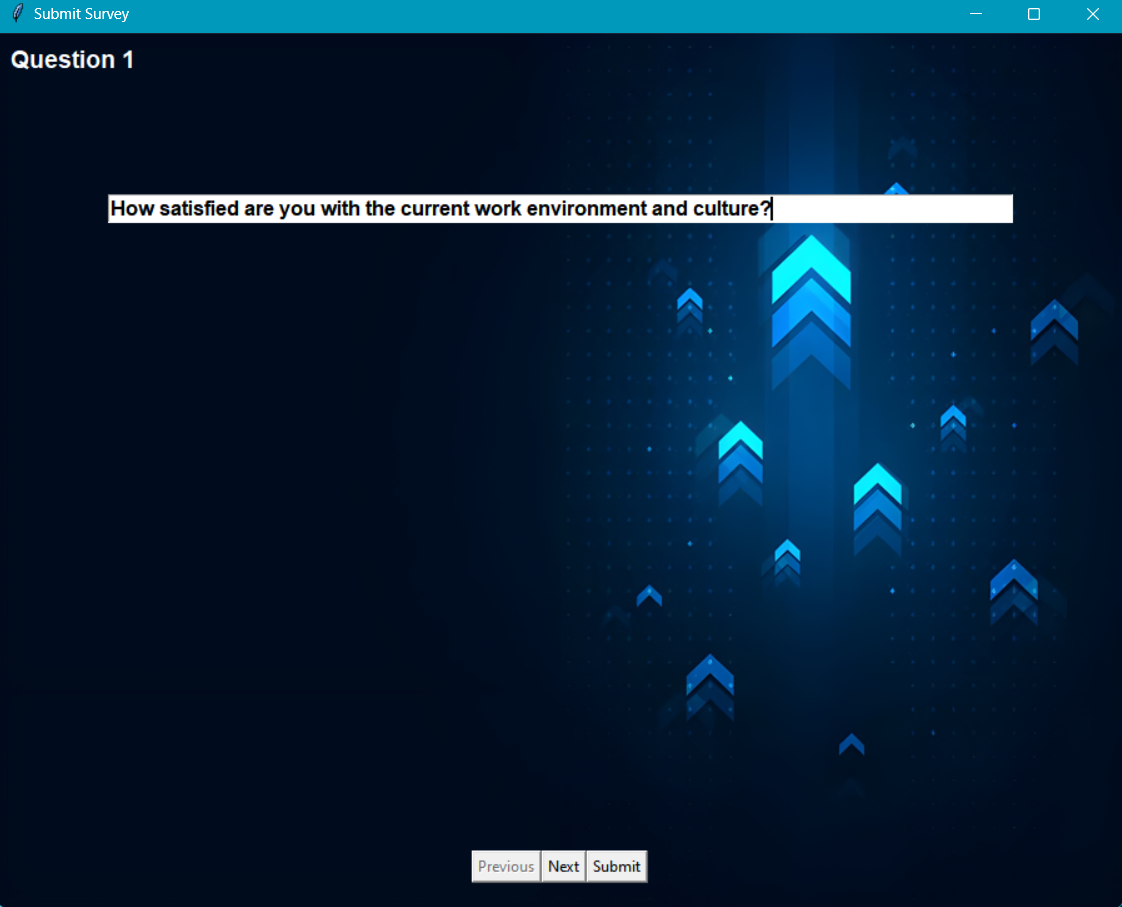 Submit Survey
Question 1
How satisfied are you with the current work environment and culture?
Previous Next Submit